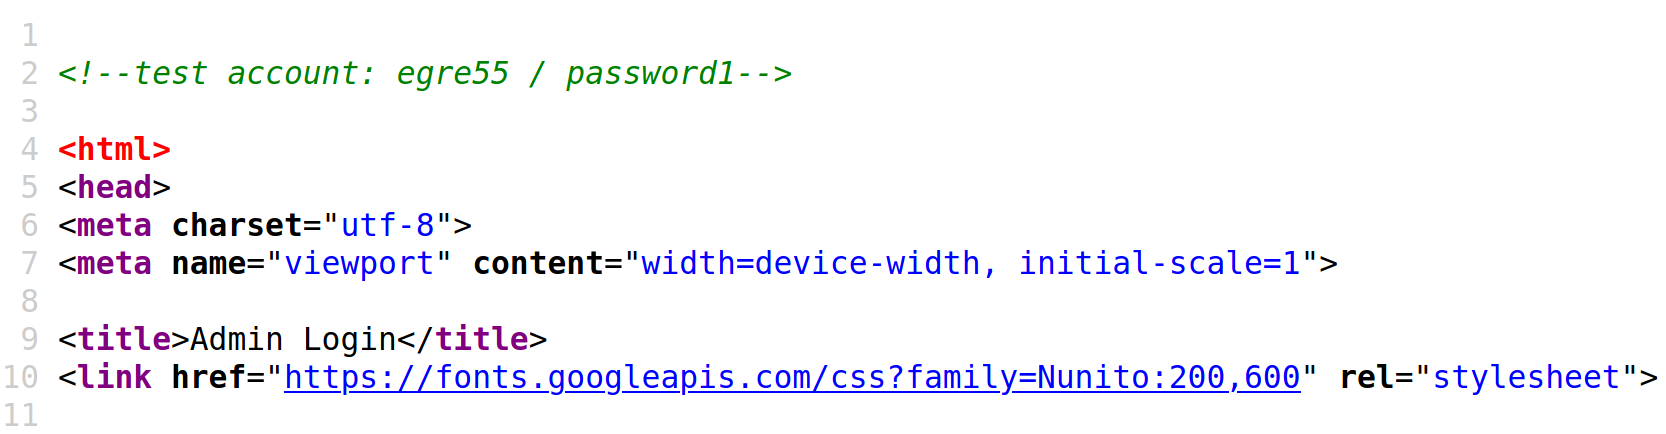 1
2 <!--test account: egre55 / password1-->
3
4 <html>
5 <head>
6 <meta charset="utf-8">
7 <meta name="viewport" content="width=device-width, initial-scale=1">
8
9 <title>Admin Login</title>
10 <link href="https://fonts.googleapis.com/css?family=Nunito:200,600" rel="stylesheet">
11